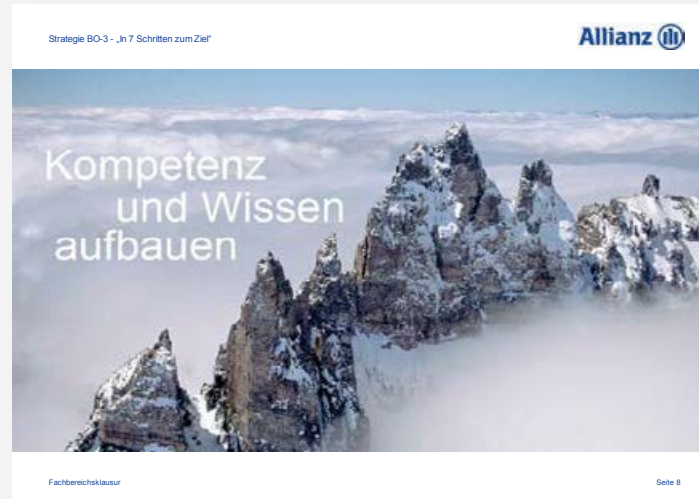 Strategie BO-3 - „In 7 Schritten zum Ziel“
Allianz
Kompetenz
und Wissen
aufbauen
Fachbereichsklausur
Seite 8